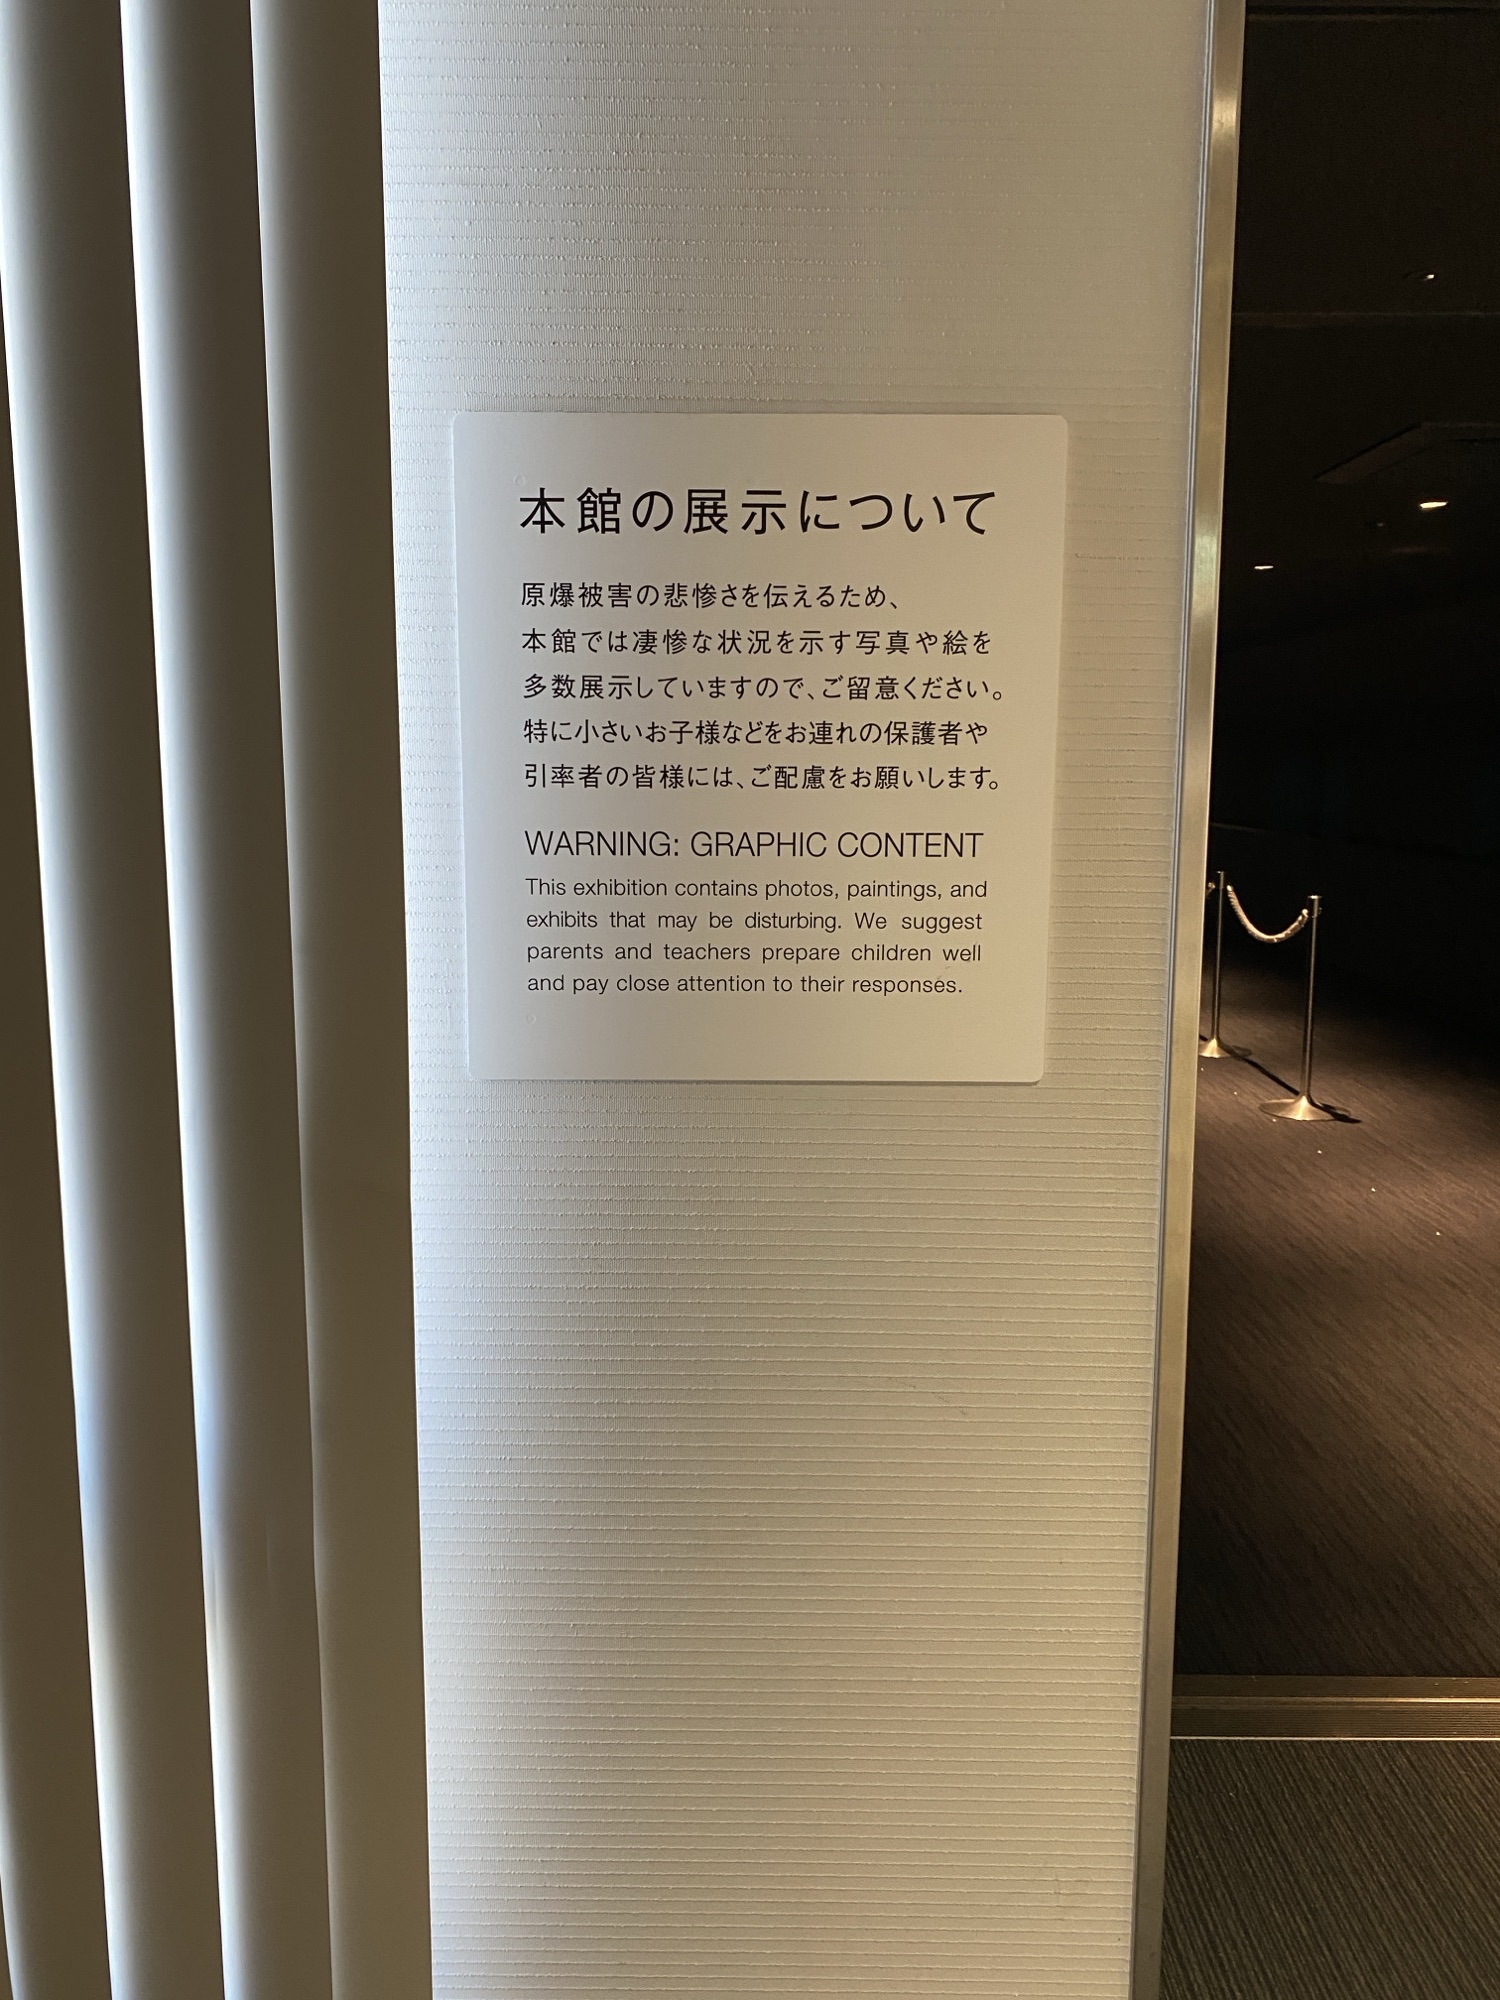 本館の展示について
原爆被害の悲惨さを伝えるため、
本館では凄惨な状況を示す写真や絵を
多数展示していますので、ご留意ください。
特に小さいお子様などをお連れの保護者や
引率者の皆様には、ご配慮をお願いします。
WARNING: GRAPHIC CONTENT
This exhibition contains photos, paintings, and
exhibits that may be disturbing. We suggest
parents and teachers prepare children well
and pay close attention to their responses.